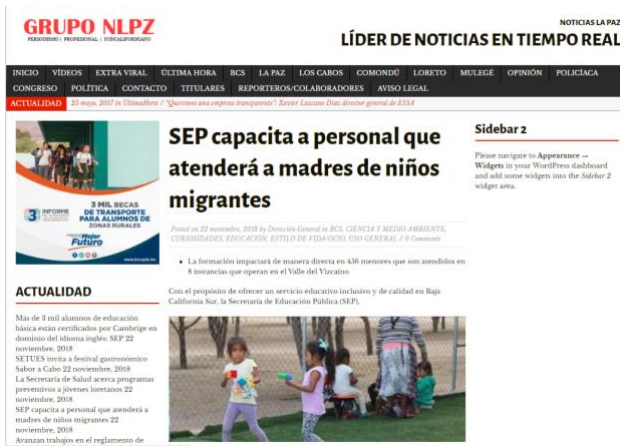 GRUPO NLPZ
PERIODISMO | PROFESIONAL | SUDCALIFORNIANO
NOTICIAS LA PAZ
LÍDER DE NOTICIAS EN TIEMPO REAL
INICIO VÍDEOS EXTRA VIRAL ÚLTIMA HORA BCS LA PAZ LOS CABOS COMONDÚ LORETO MULEGÉ OPINIÓN POLICÍACA
CONGRESO POLÍTICA CONTACTO TITULARES REPORTEROS/COLABORADORES AVISO LEGAL
ACTUALIDAD 25 mayo, 2017 in ÚltimaHora // "Queremos una empresa transparente": Xavier Lazcano Díaz director general de ESSA
3 INFORME
3 MIL BECAS
DE TRANSPORTE
PARA ALUMNOS DE
ZONAS RURALES
Mejor
Futuro
ACTUALIDAD
Más de 3 mil alumnos de educación
básica están certificados por Cambrige en
dominio del idioma inglés: SEP 22
noviembre, 2018
SETUES invita a festival gastronómico
Sabor a Cabo 22 noviembre, 2018
La Secretaría de Salud acerca programas
preventivos a jóvenes loretanos 22
noviembre, 2018
SEP capacita a personal que atenderá a
madres de niños migrantes 22
noviembre, 2018
Avanzan trabajos en el reglamento de
SEP capacita a personal que
atenderá a madres de niños
migrantes
Posted on 22 noviembre, 2018 by Dirección General in BCS, CIENCIA Y MEDIO AMBIENTE,
CURIOSIDADES, EDUCACION, ESTILO DE VIDA/OCIO, USO GENERAL // 0 Comments
• La formación impactará de manera directa en 456 menores que son atendidos en
8 instancias que operan en el Valle del Vizcaíno
Con el propósito de ofrecer un servicio educativo inclusivo y de calidad en Baja
California Sur, la Secretaría de Educación Pública (SEP),
Sidebar 2
Please navigate to Appearance →
Widgets in your WordPress dashboard
and add some widgets into the Sidebar 2
widget area.